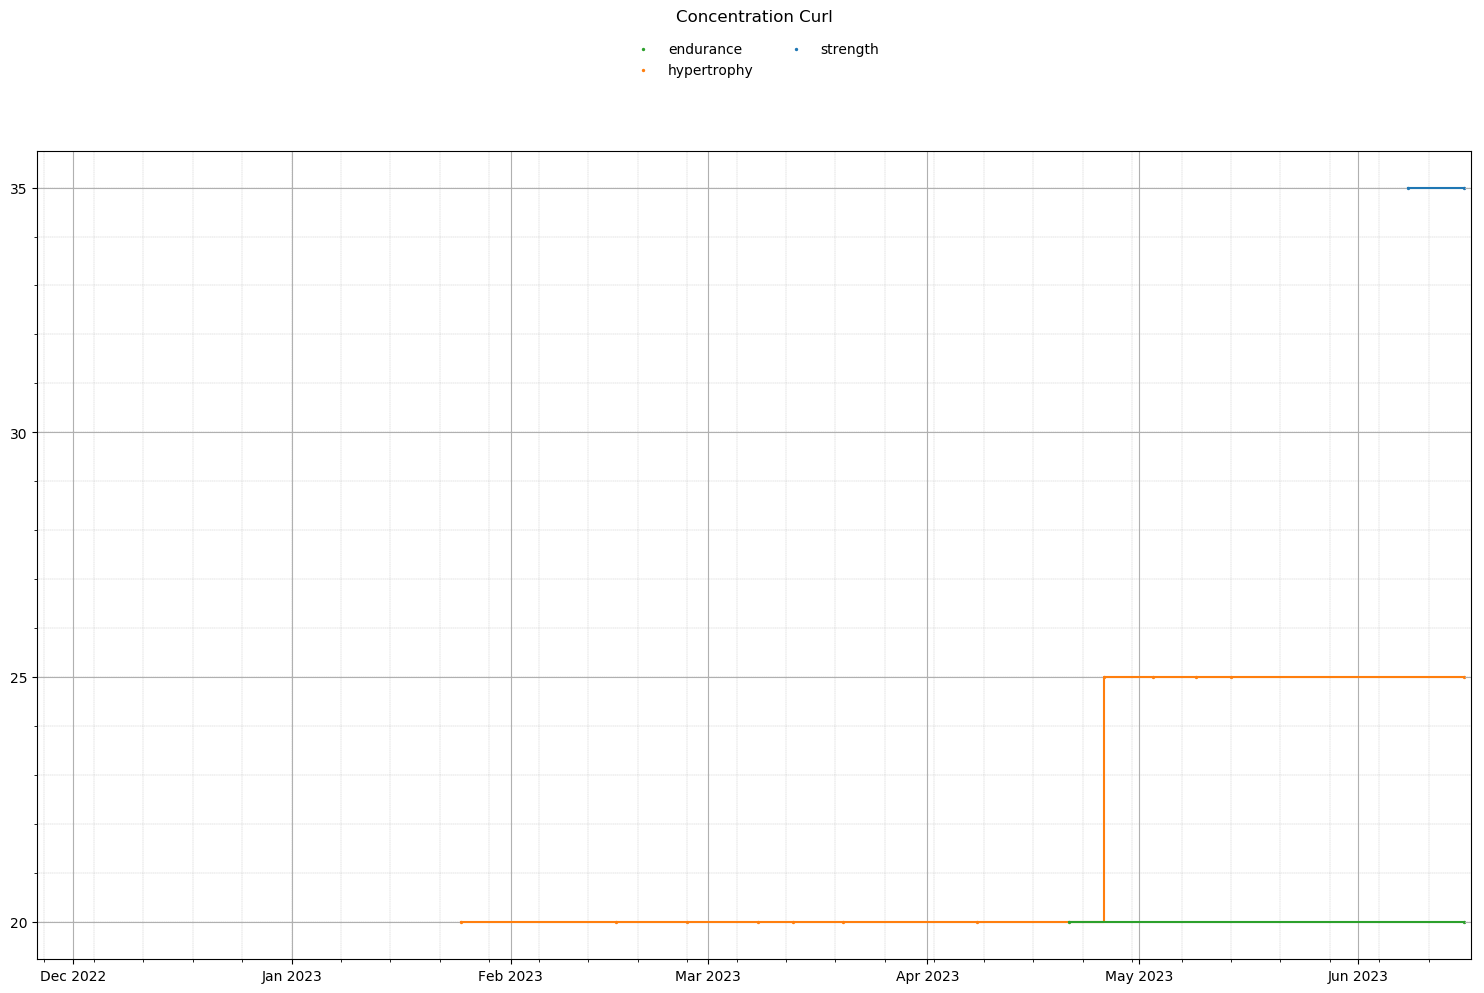 Concentration Curl
endurance
hypertrophy
strength
35
30
25
20
Dec 2022
Jan 2023
Feb 2023
Mar 2023
Apr 2023
May 2023
Jun 2023